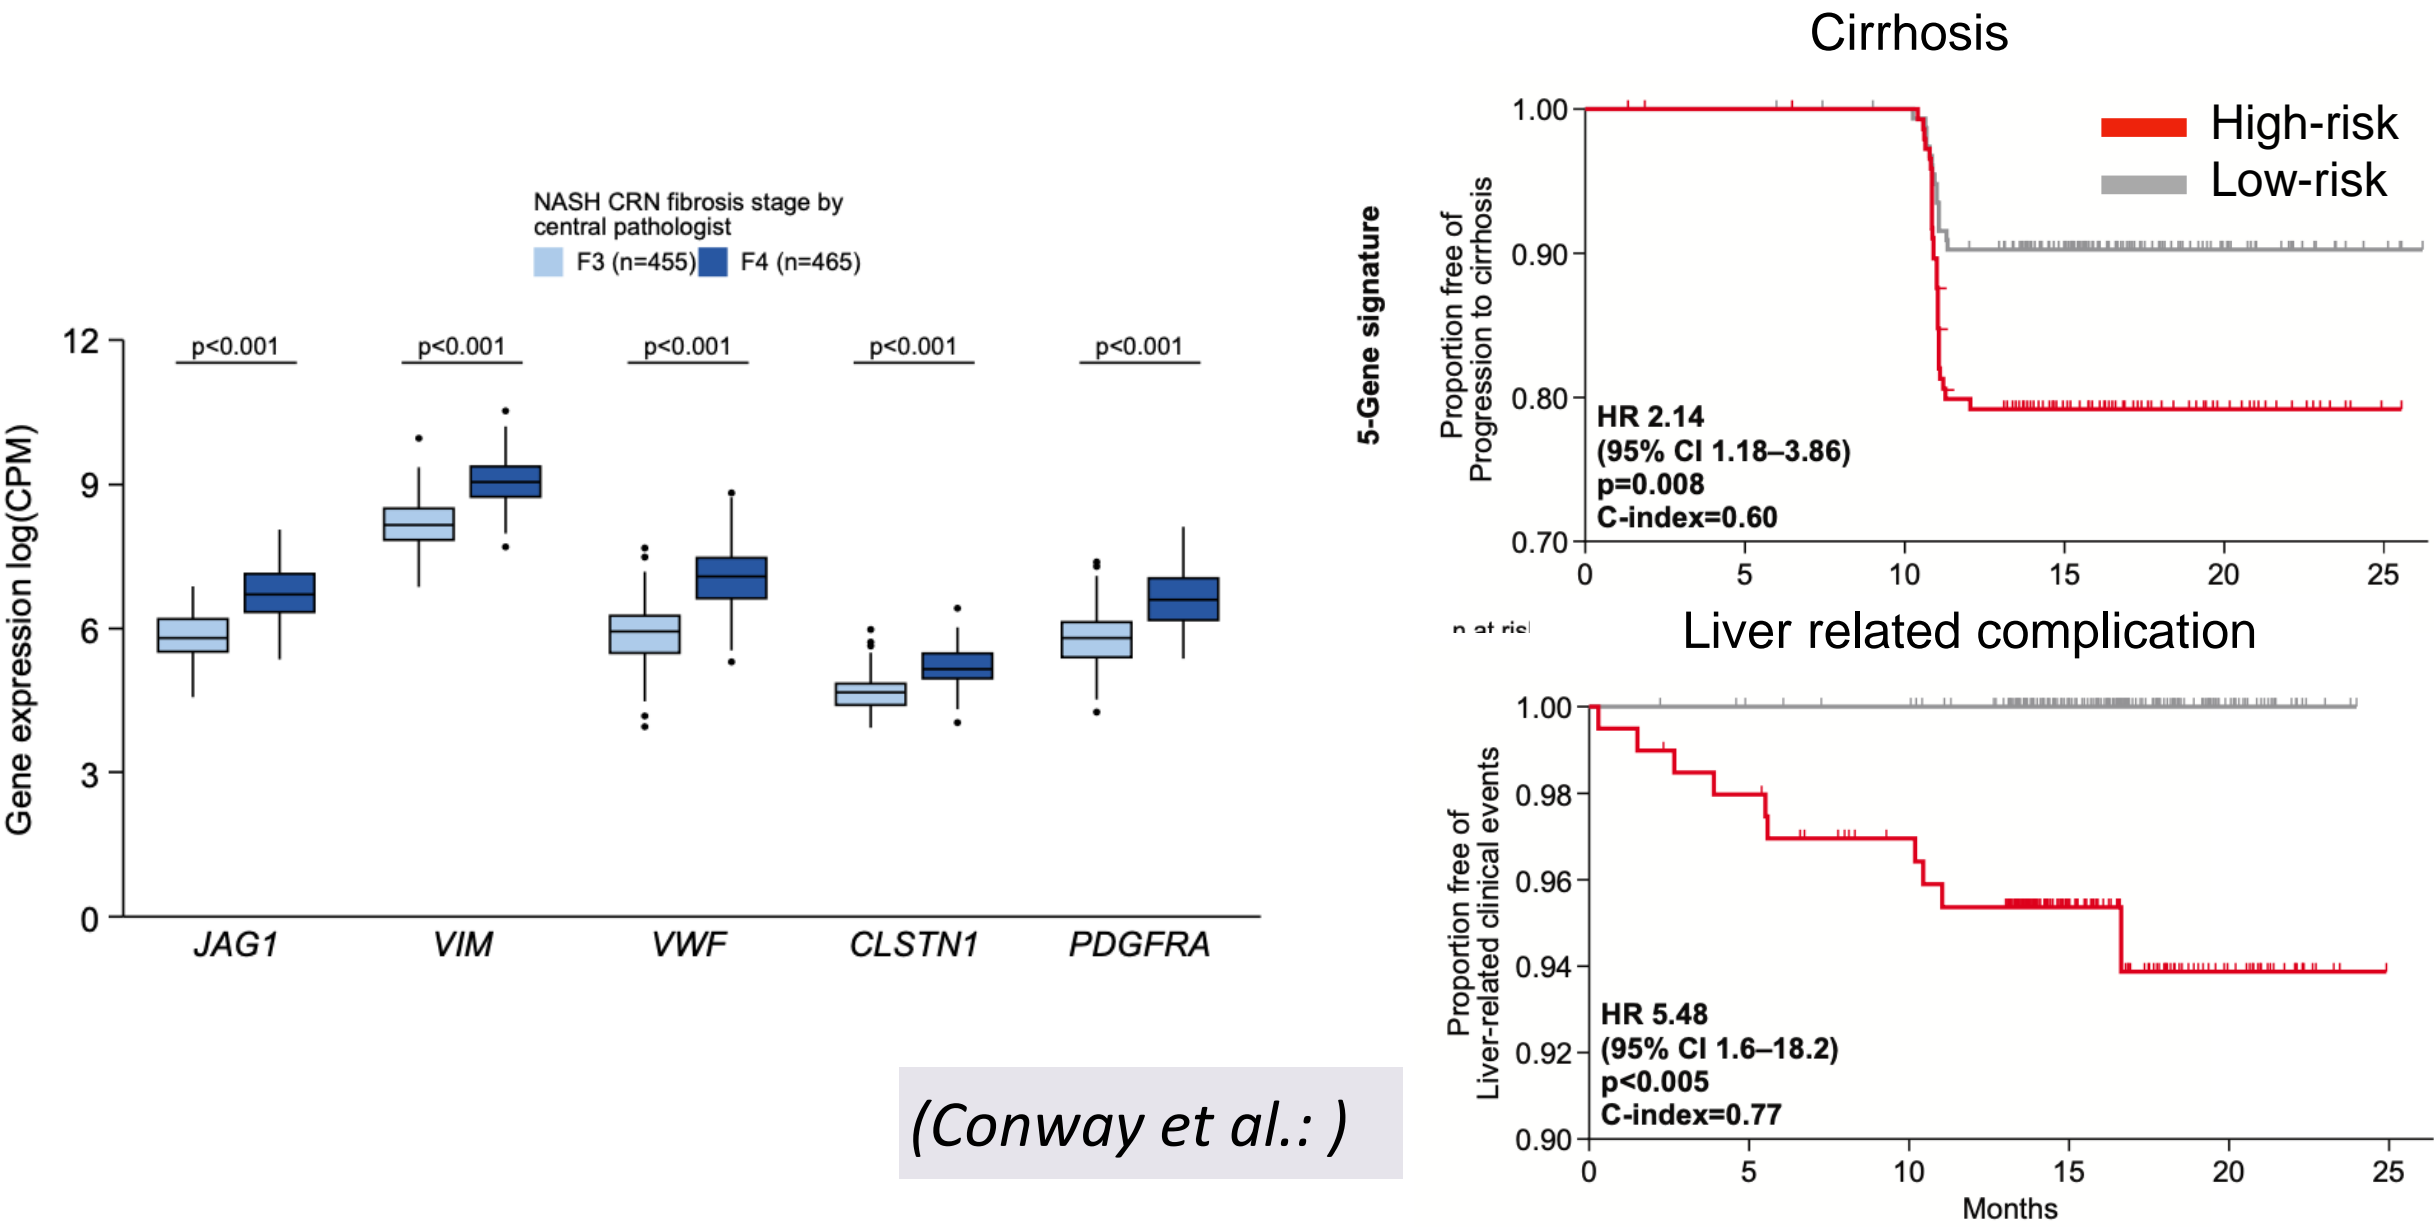 NASH CRN fibrosis stage by
central pathologist
F3 (n=455) F4 (n=465)
12
9
6
3
0
Gene expression log(CPM)
p<0.001 p<0.001 p<0.001 p<0.001 p<0.001
JAG1 VIM VWF CLSTN1 PDGFRA
(Conway et al.: )
5-Gene signature
Cirrhosis
High-risk
Low-risk
Proportion free of
Progression to cirrhosis
1.00
0.90
0.80
0.70
HR 2.14
(95% CI 1.18–3.86)
p=0.008
C-index=0.60
0 5 10 15 20 25
n at risk
Liver related complication
Proportion free of
Liver-related clinical events
1.00
0.98
0.96
0.94
0.92
0.90
HR 5.48
(95% CI 1.6–18.2)
p<0.005
C-index=0.77
0 5 10 15 20 25
Months